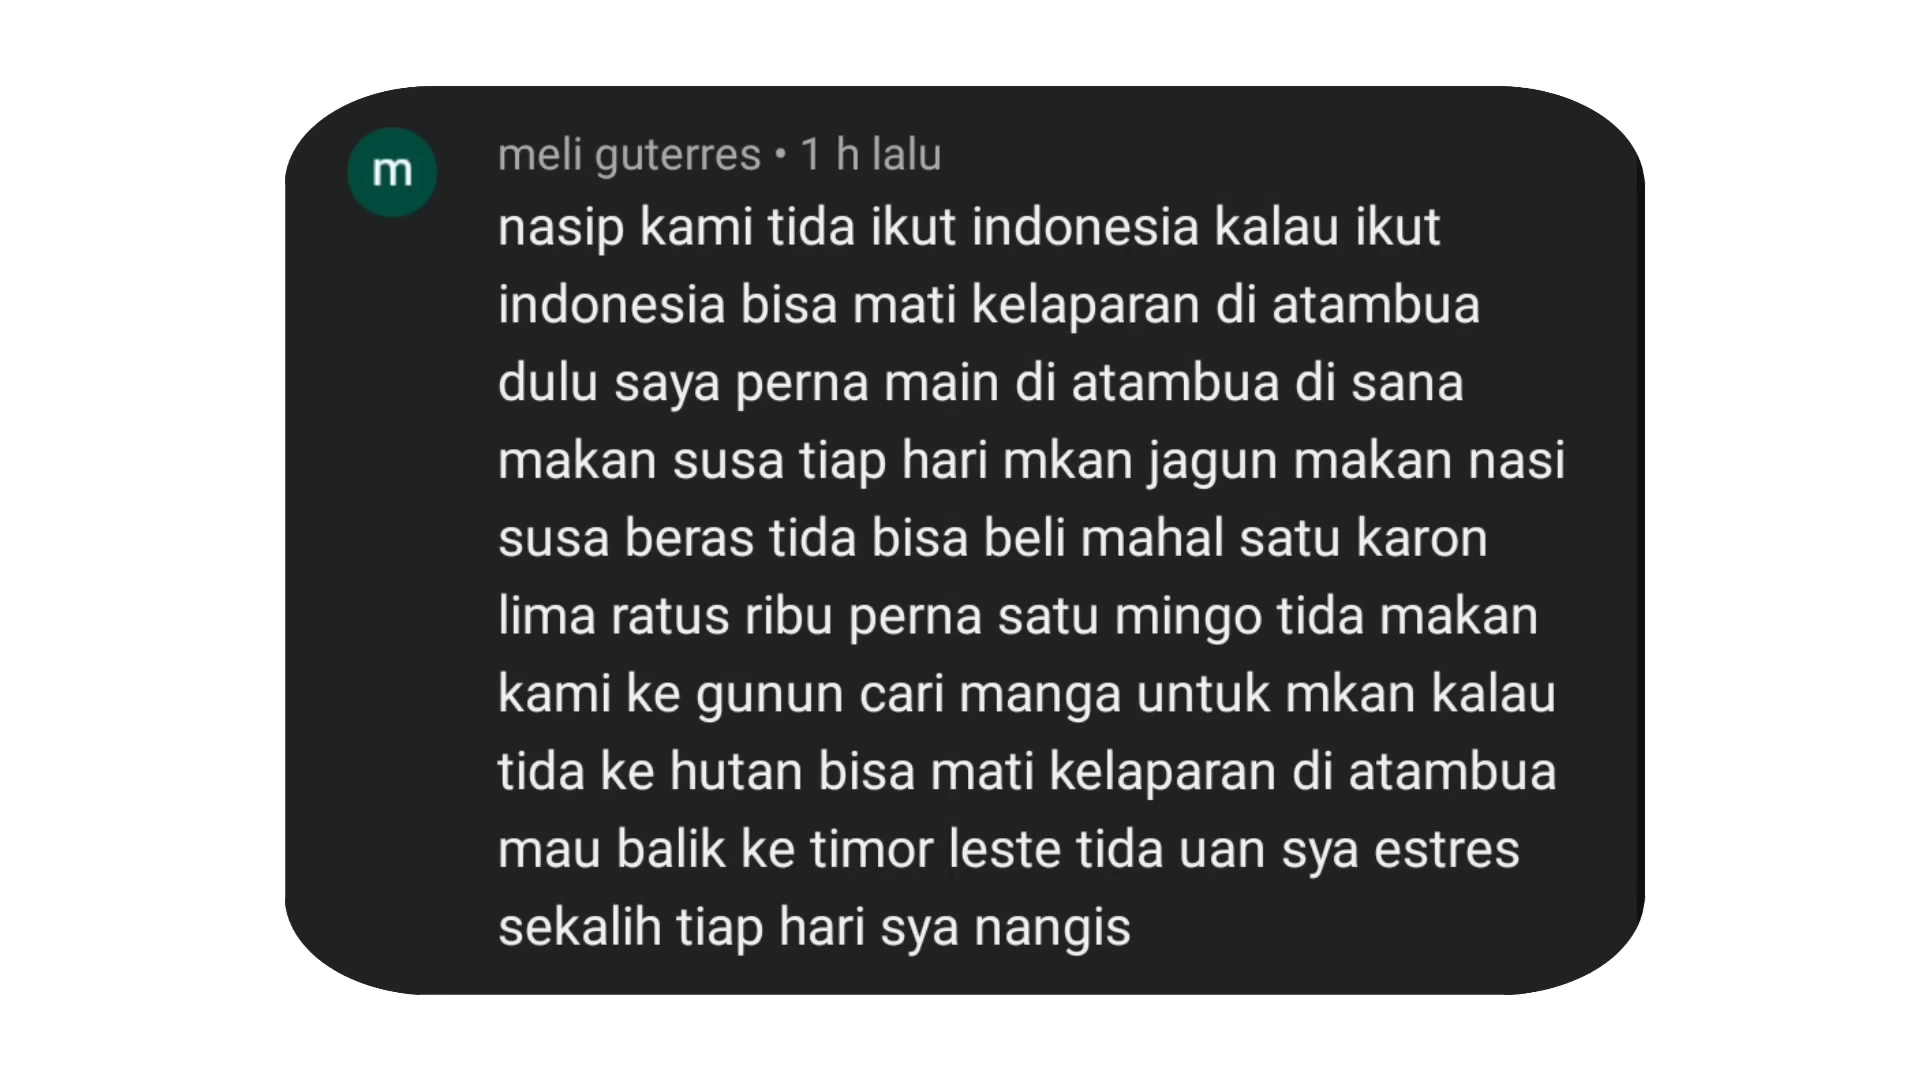 m
meli guterres • 1 h lalu
nasip kami tida ikut indonesia kalau ikut
indonesia bisa mati kelaparan di atambua
dulu saya perna main di atambua di sana
makan susa tiap hari mkan jagun makan nasi
susa beras tida bisa beli mahal satu karon
lima ratus ribu perna satu mingo tida makan
kami ke gunun cari manga untuk mkan kalau
tida ke hutan bisa mati kelaparan di atambua
mau balik ke timor leste tida uan sya estres
sekalih tiap hari sya nangis